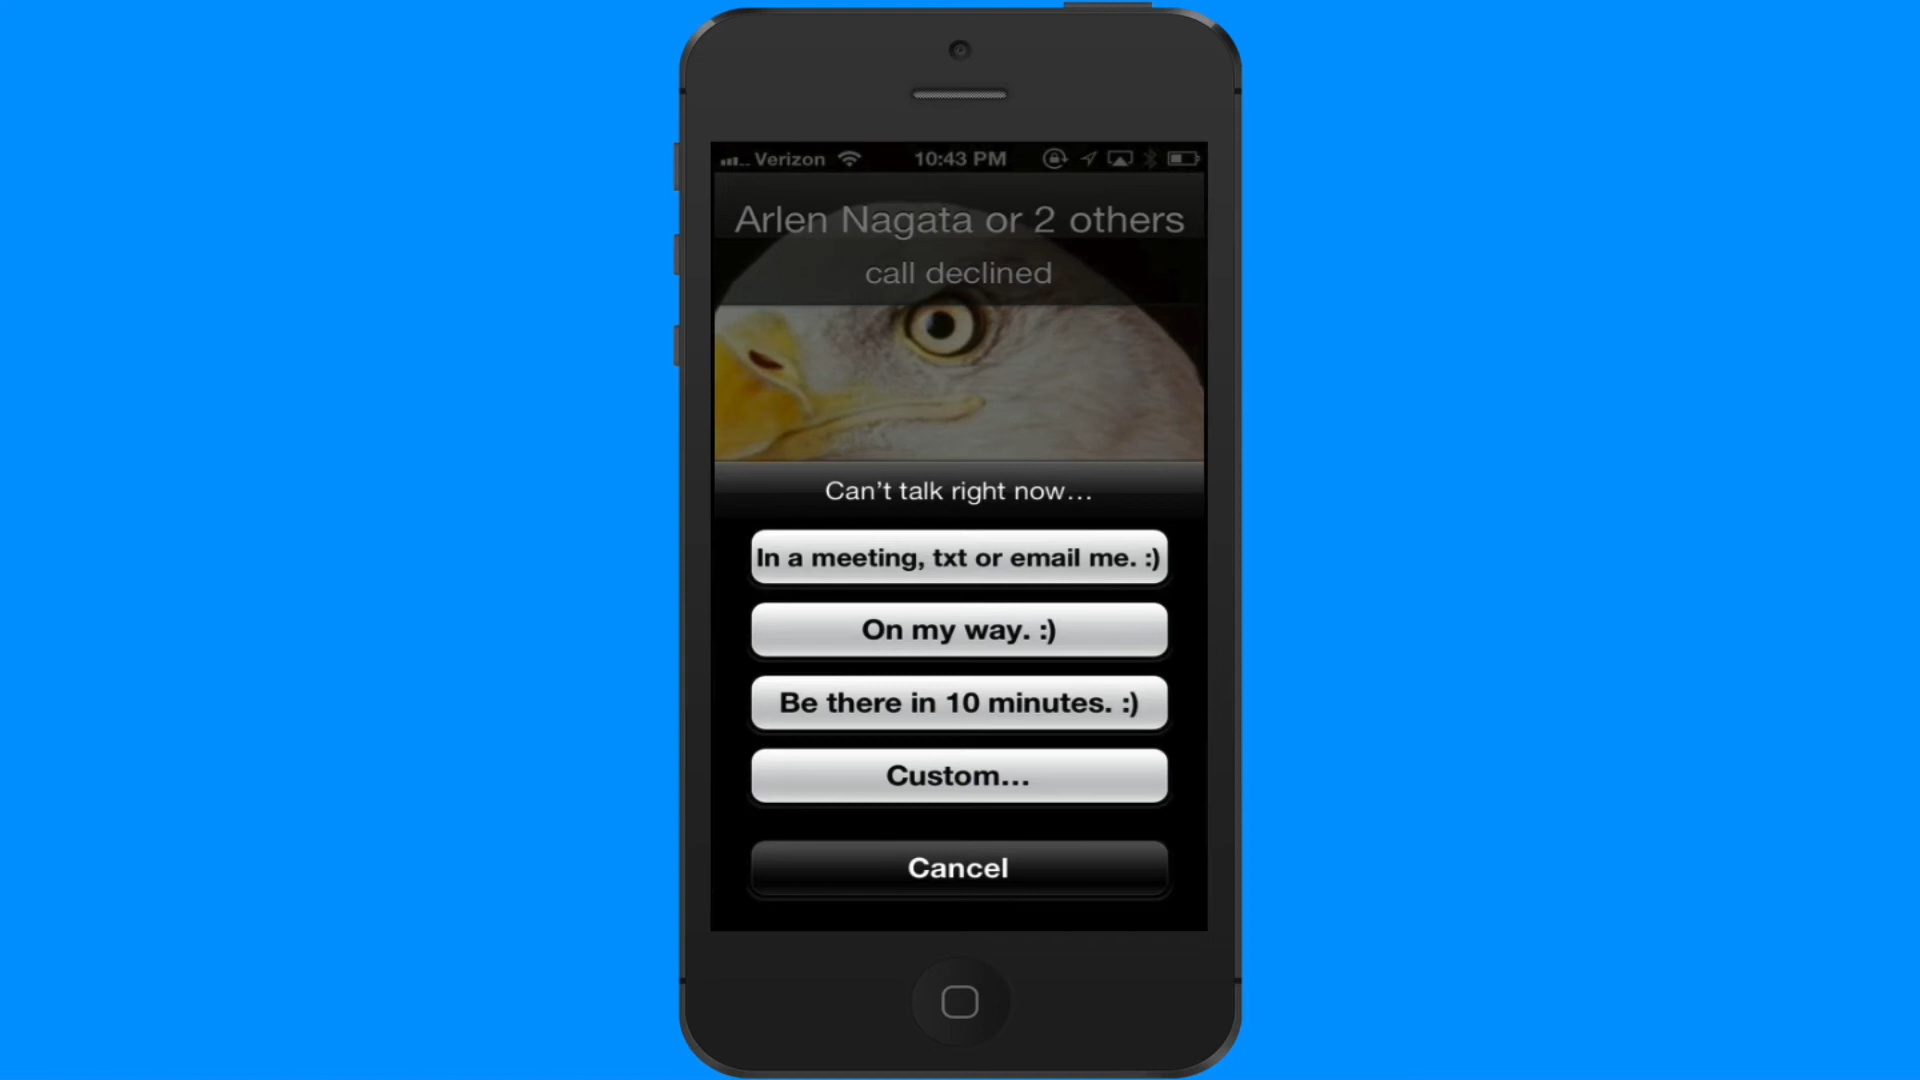 Verizon 10:43 PM
Arlen Nagata or 2 others
call declined
Can’t talk right now…
In a meeting, txt or email me. :)
On my way. :)
Be there in 10 minutes. :)
Custom…
Cancel